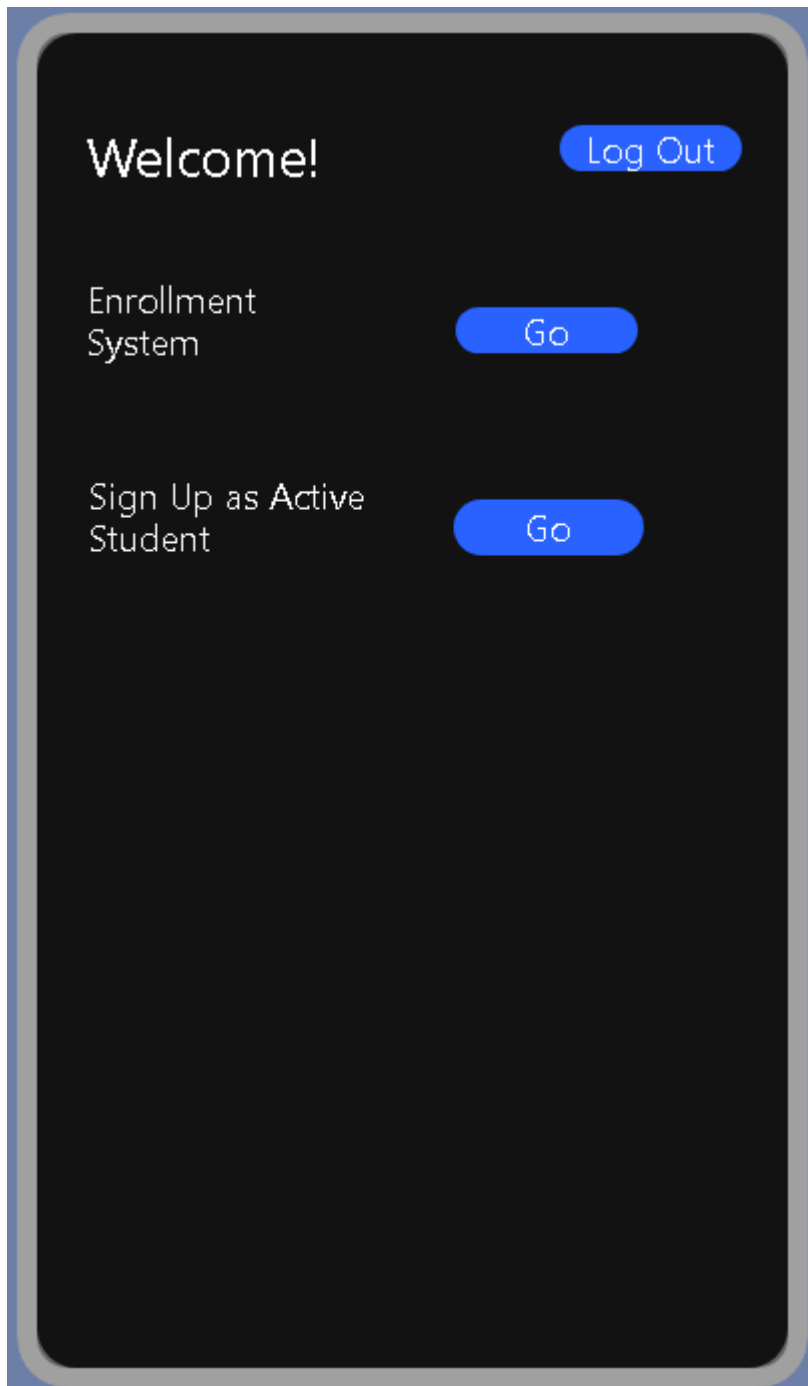 Welcome!
Log Out
Enrollment
System
Go
Sign Up as Active
Student
Go